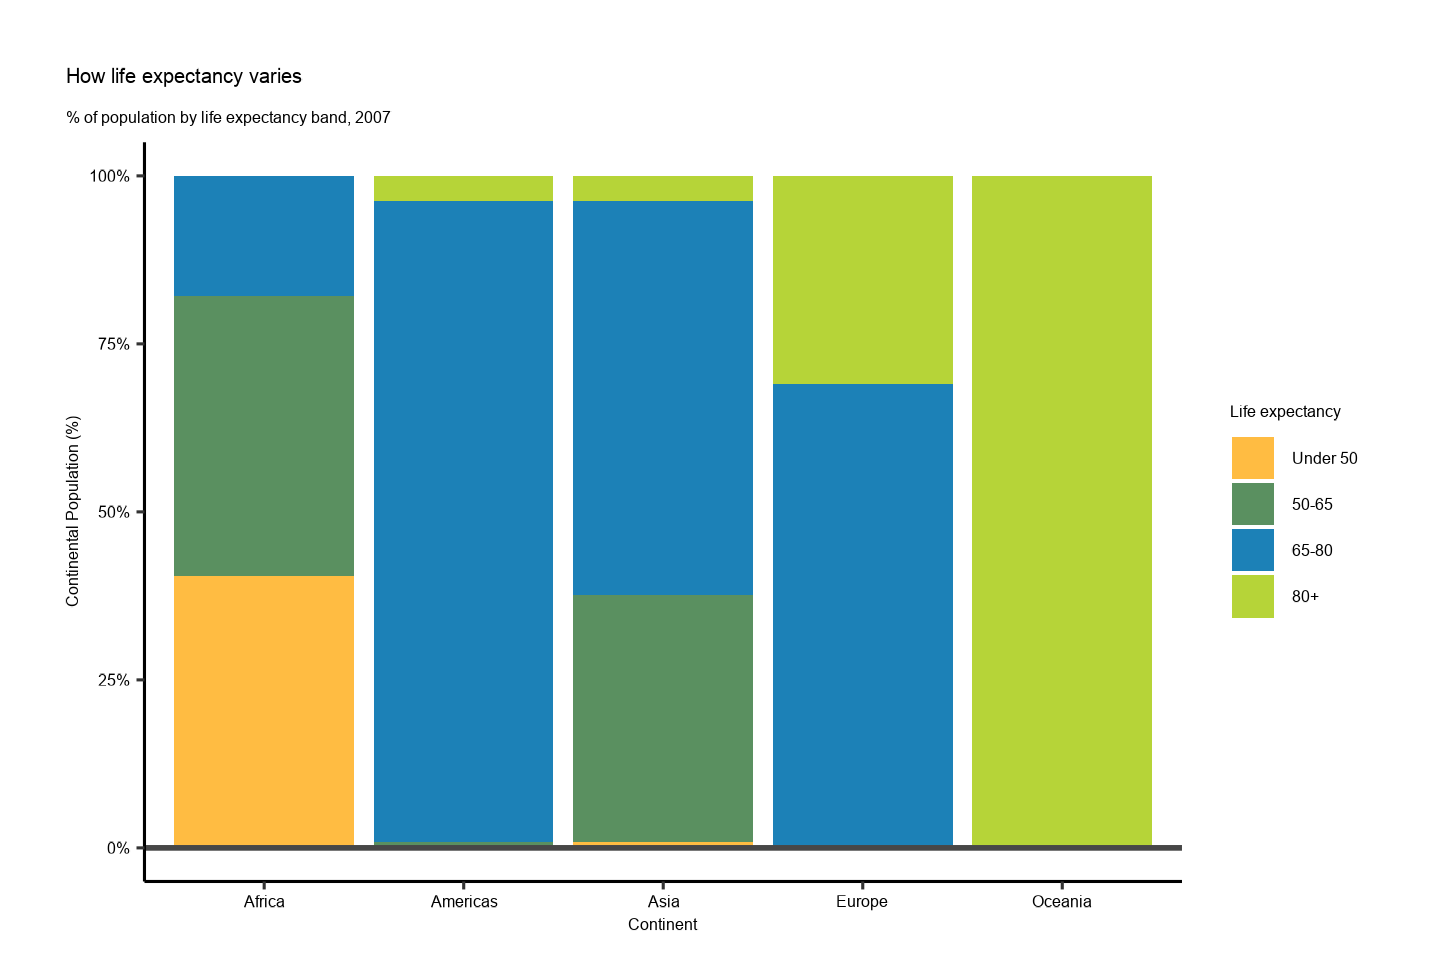 How life expectancy varies
% of population by life expectancy band, 2007
100%
75%
50%
25%
0%
Continental Population (%)
Africa
Americas
Asia
Europe
Oceania
Continent
Life expectancy
Under 50
50-65
65-80
80+